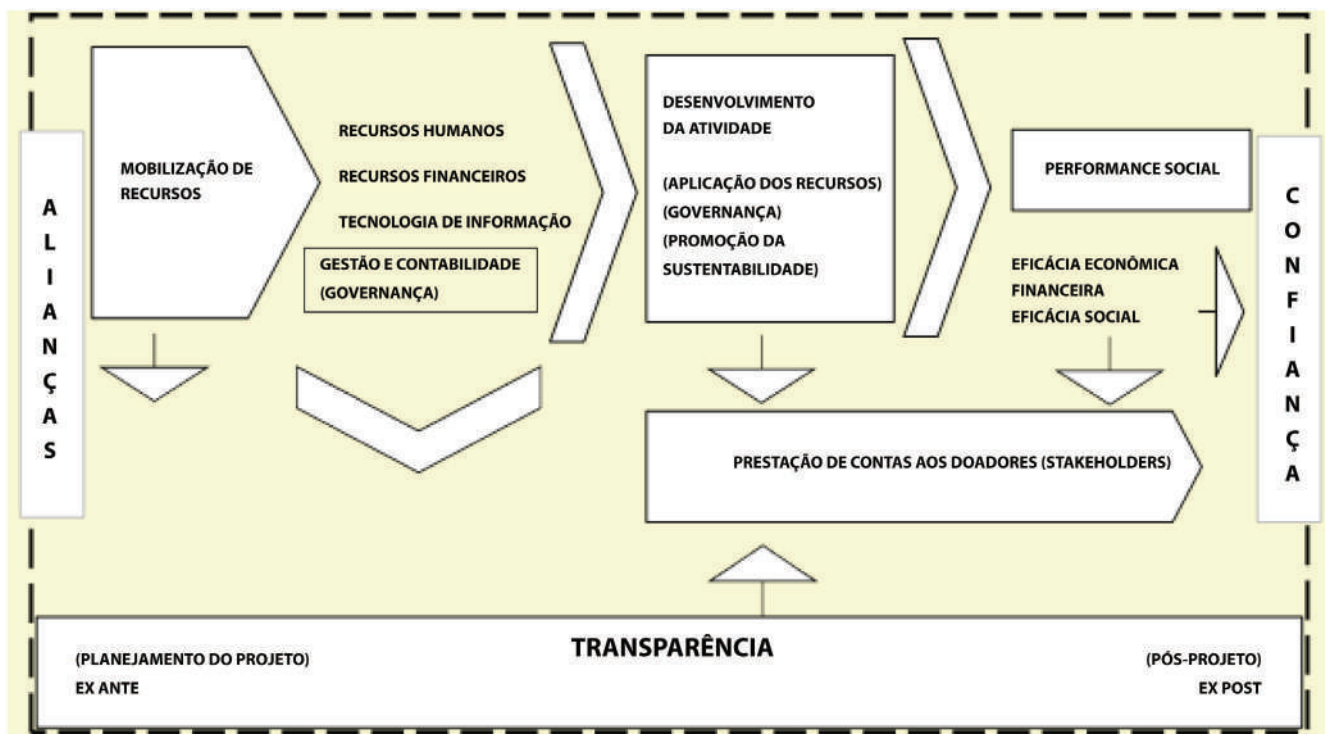 ALIANÇAS
MOBILIZAÇÃO DE
RECURSOS
RECURSOS HUMANOS
RECURSOS FINANCEIROS
TECNOLOGIA DE INFORMAÇÃO
GESTÃO E CONTABILIDADE
(GOVERNANÇA)
DESENVOLVIMENTO
DA ATIVIDADE
(APLICAÇÃO DOS RECURSOS)
(GOVERNANÇA)
(PROMOÇÃO DA
SUSTENTABILIDADE)
PERFORMANCE SOCIAL
EFICÁCIA ECONÔMICA
FINANCEIRA
EFICÁCIA SOCIAL
CONFIANÇA
PRESTAÇÃO DE CONTAS AOS DOADORES (STAKEHOLDERS)
TRANSPARÊNCIA
(PLANEJAMENTO DO PROJETO)
EX ANTE
(PÓS-PROJETO)
EX POST